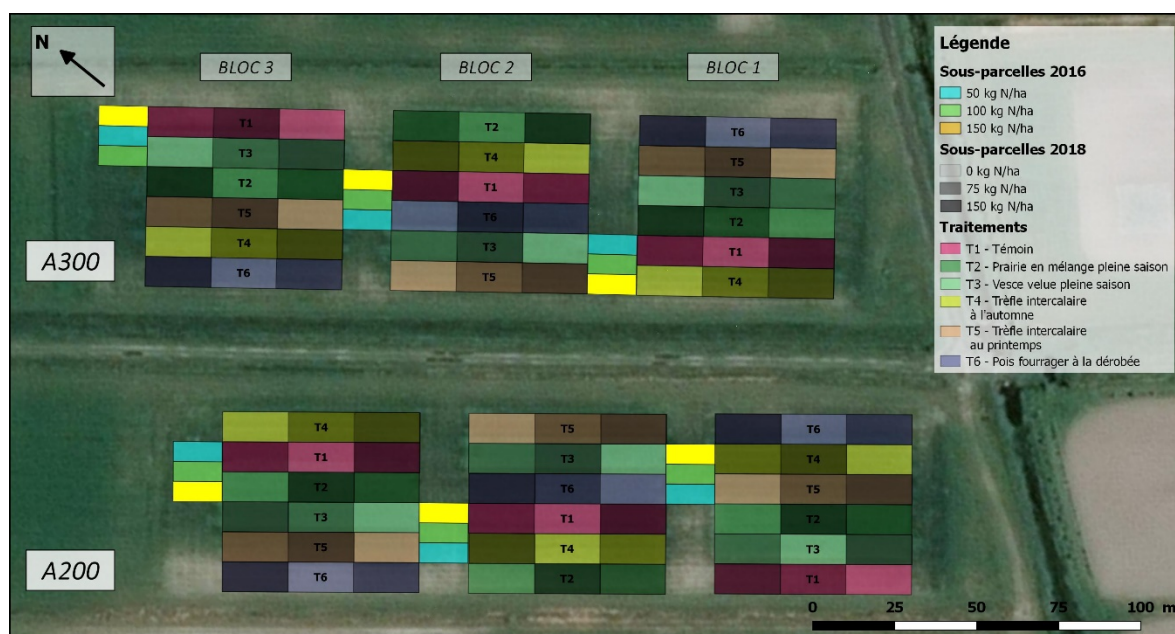 N
BLOC 3
BLOC 2
BLOC 1
Légende
Sous-parcelles 2016
50 kg N/ha
100 kg N/ha
150 kg N/ha
Sous-parcelles 2018
0 kg N/ha
75 kg N/ha
150 kg N/ha
Traitements
T1 - Témoin
T2 - Prairie en mélange pleine saison
T3 - Vesce velue pleine saison
T4 - Trèfle intercalaire
à l'automne
T5 - Trèfle intercalaire
au printemps
T6 - Pois fourrager à la dérobée
A300
T1
T3
T2
T5
T4
T6
T2
T4
T1
T6
T3
T5
T6
T5
T3
T2
T1
T4
A200
T4
T1
T2
T3
T5
T6
T5
T3
T6
T1
T4
T2
T6
T4
T5
T2
T3
T1
0 25 50 75 100 m